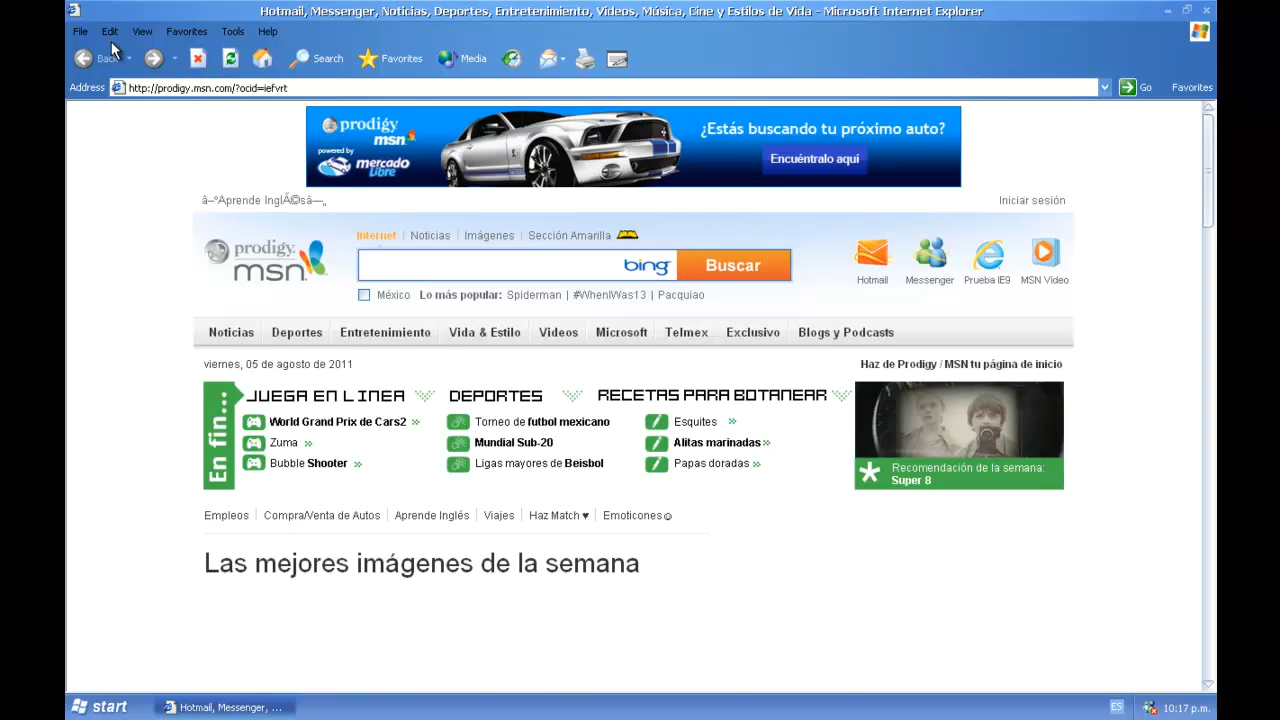 Hotmail, Messenger, Noticias, Deportes, Entretenimiento, Videos, Música, Cine y Estilos de Vida - Microsoft Internet Explorer
File Edit View Favorites Tools Help
Back Search Favorites Media
Address http://prodigy.msn.com/?ocid=iefvrt Go Favorites
prodigy msn
powered by mercado Libre
¿Estás buscando tu próximo auto?
Encuéntralo aquí
â–ºAprende InglÃ©sâ—„ Iniciar sesión
prodigy msn
Internet Noticias Imágenes Sección Amarilla
bing Buscar
México Lo más popular: Spiderman | #WhenIWas13 | Pacquiao
Hotmail Messenger Prueba IE9 MSN Video
Noticias Deportes Entretenimiento Vida & Estilo Videos Microsoft Telmex Exclusivo Blogs y Podcasts
viernes, 05 de agosto de 2011 Haz de Prodigy / MSN tu página de inicio
En fin...
JUEGA EN LINEA DEPORTES RECETAS PARA BOTANEAR
World Grand Prix de Cars2 » Torneo de futbol mexicano Esquites »
Zuma » Mundial Sub-20 Alitas marinadas»
Bubble Shooter » Ligas mayores de Beisbol Papas doradas »
Recomendación de la semana:
Super 8
Empleos Compra/Venta de Autos Aprende Inglés Viajes Haz Match ♥ Emoticones☺
Las mejores imágenes de la semana
start Hotmail, Messenger, ... ES 10:17 p.m.